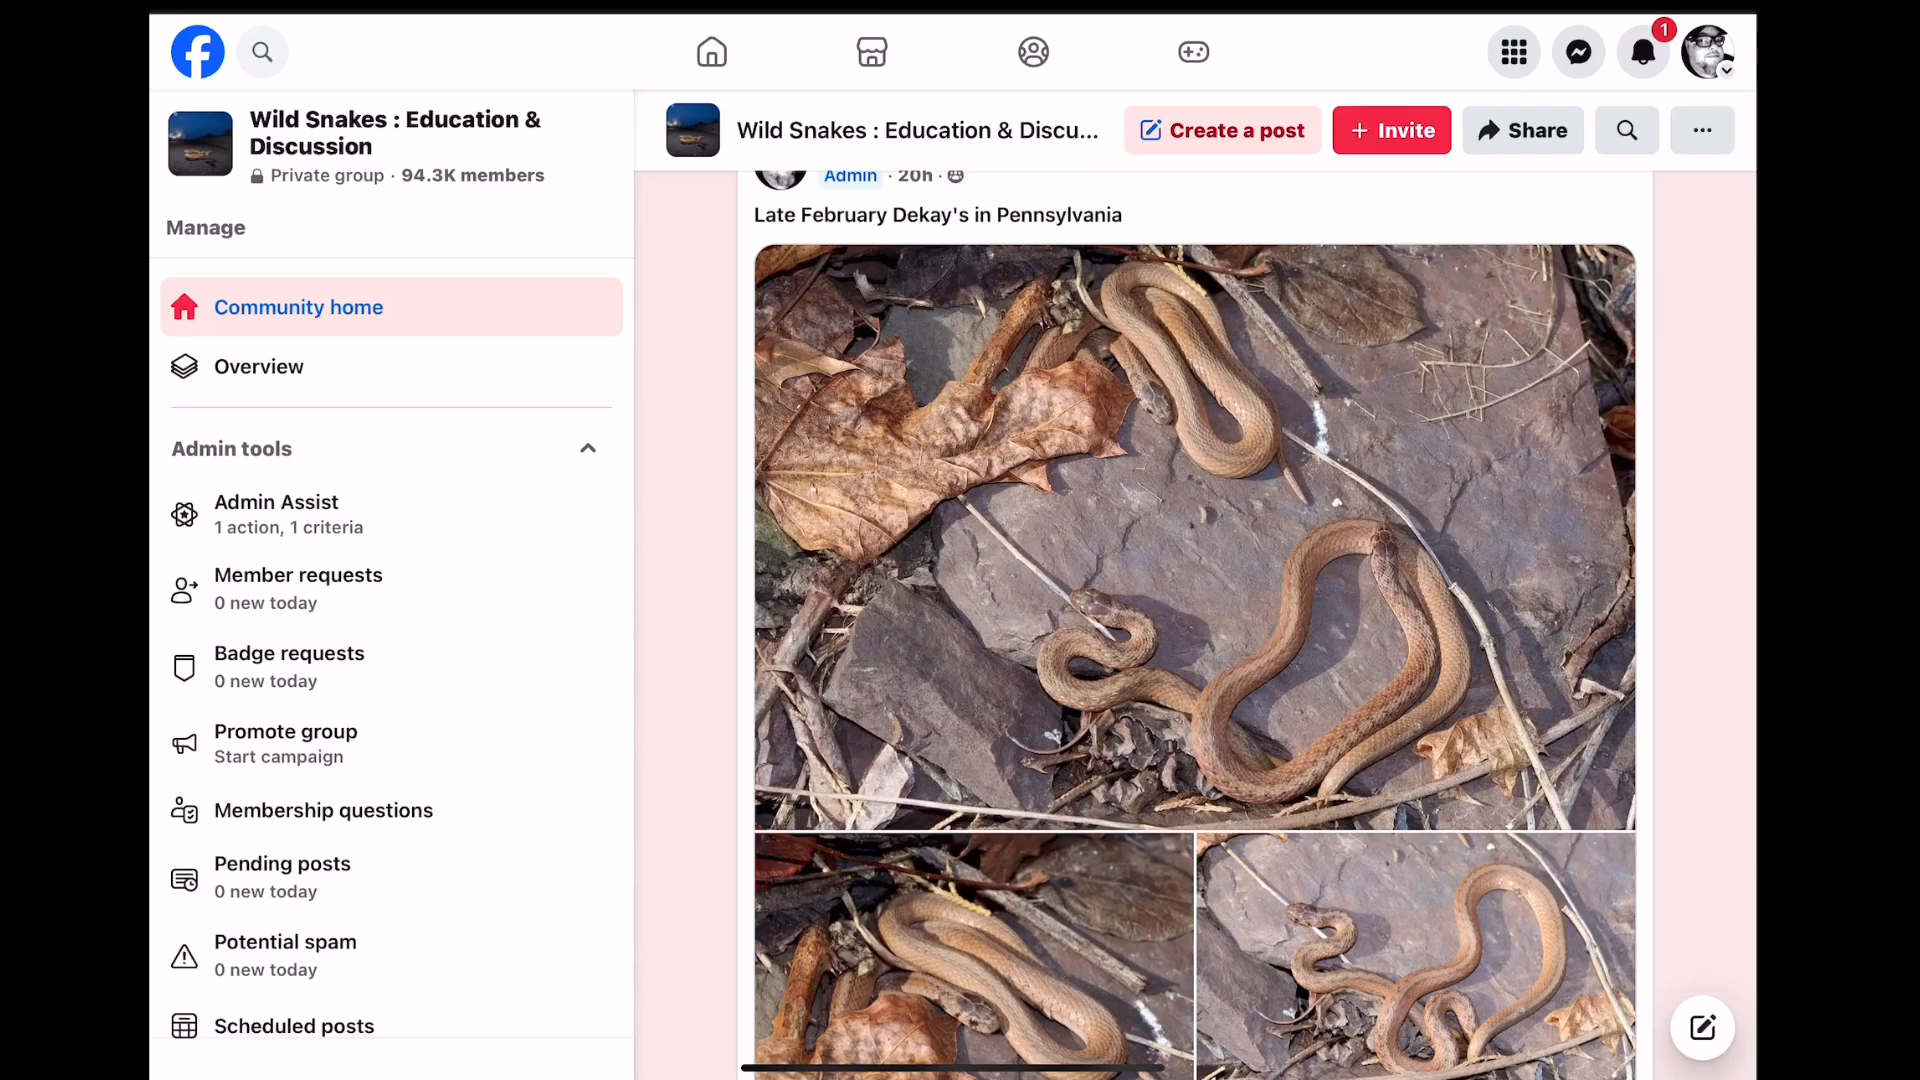 1
Wild Snakes : Education &
Discussion
Private group · 94.3K members
Manage
Community home
Overview
Admin tools
Admin Assist
1 action, 1 criteria
Member requests
0 new today
Badge requests
0 new today
Promote group
Start campaign
Membership questions
Pending posts
0 new today
Potential spam
0 new today
Scheduled posts
Wild Snakes : Education & Discu...
Create a post
+ Invite
Share
Admin · 20h ·
Late February Dekay's in Pennsylvania